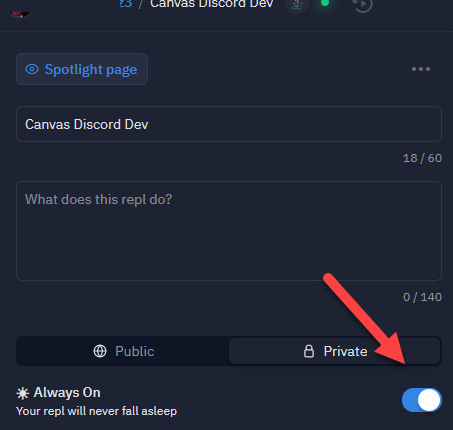 / Canvas Discord Dev
Spotlight page
Canvas Discord Dev
18 / 60
What does this repl do?
0 / 140
Public
Private
Always On
Your repl will never fall asleep